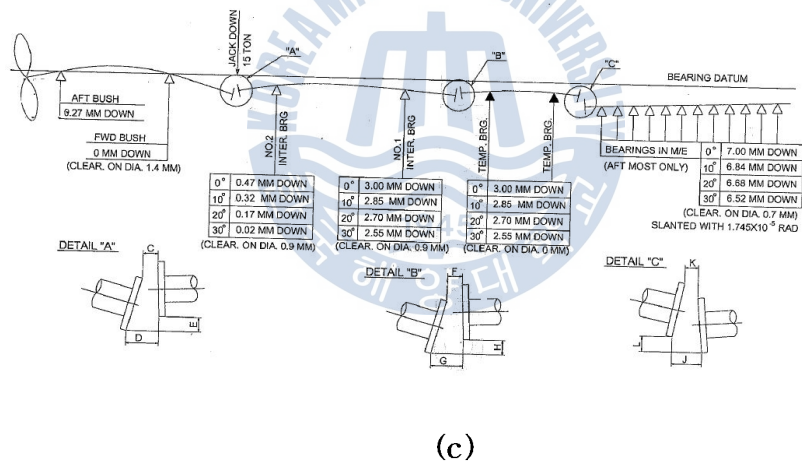 KOREA MA
UNIVERSITY
JACK DOWN
15 TON
"A"
"B"
"C"
BEARING DATUM
AFT BUSH
0.27 MM DOWN
FWD BUSH
0 MM DOWN
(CLEAR. ON DIA. 1.4 MM)
NO.2
INTER. BRG
NO.1
INTER. BRG
TEMP. BRG.
TEMP. BRG.
0° 0.47 MM DOWN
10° 0.32 MM DOWN
20° 0.17 MM DOWN
30° 0.02 MM DOWN
(CLEAR. ON DIA. 0.9 MM)
0° 3.00 MM DOWN
10° 2.85 MM DOWN
20° 2.70 MM DOWN
30° 2.55 MM DOWN
(CLEAR. ON DIA. 0.9 MM)
0° 3.00 MM DOWN
10° 2.85 MM DOWN
20° 2.70 MM DOWN
30° 2.55 MM DOWN
(CLEAR. ON DIA. 0 MM)
BEARINGS IN M/E
(AFT MOST ONLY)
0° 7.00 MM DOWN
10° 6.84 MM DOWN
20° 6.68 MM DOWN
30° 6.52 MM DOWN
(CLEAR. ON DIA. 0.7 MM)
SLANTED WITH 1.745X10⁻⁵ RAD
DETAIL "A"
C
D
E
DETAIL "B"
F
G
H
DETAIL "C"
K
L
J
(c)